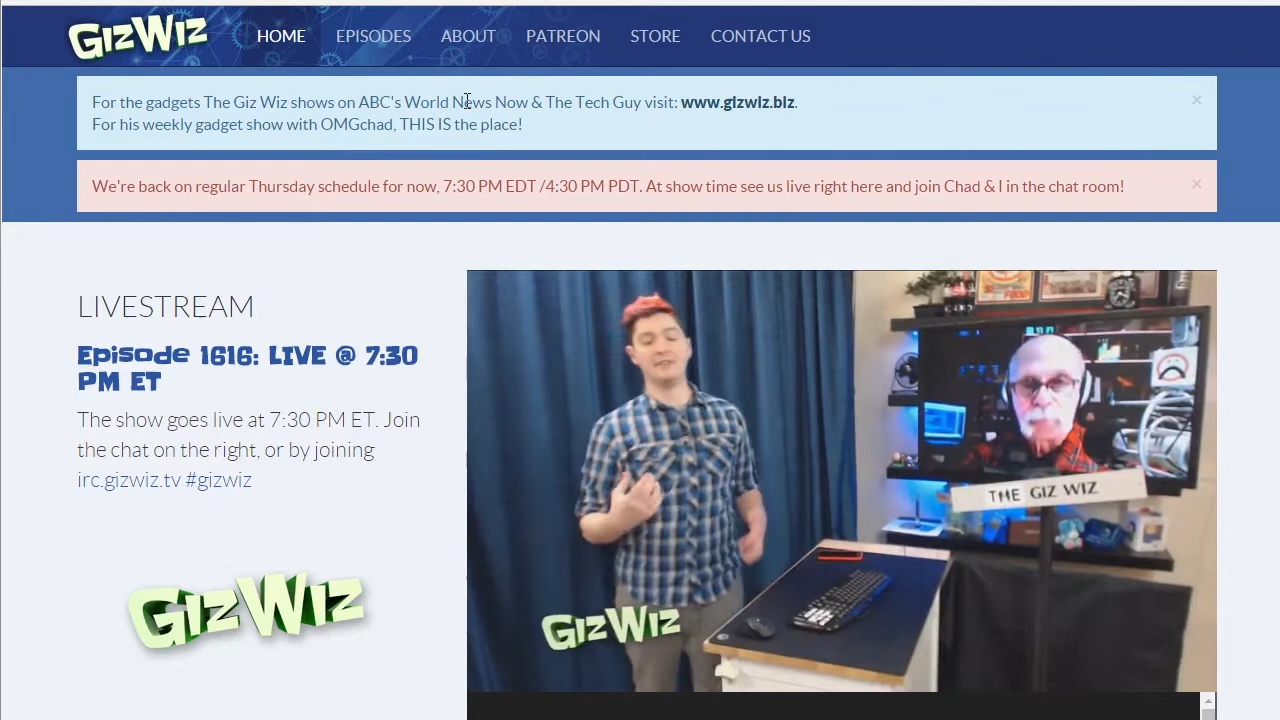 GizWiz
HOME EPISODES ABOUT PATREON STORE CONTACT US
For the gadgets The Giz Wiz shows on ABC's World News Now & The Tech Guy visit: www.gizwiz.biz.
×
For his weekly gadget show with OMGchad, THIS IS the place!
We're back on regular Thursday schedule for now, 7:30 PM EDT /4:30 PM PDT. At show time see us live right here and join Chad & I in the chat room!
×
LIVESTREAM
Episode 1616: LIVE @ 7:30
PM ET
The show goes live at 7:30 PM ET. Join
the chat on the right, or by joining
irc.gizwiz.tv #gizwiz
GizWiz
THE GIZ WIZ
GizWiz